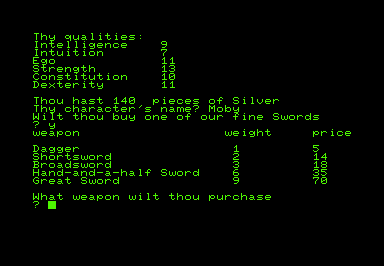 Thy qualities:
Intelligence 9
Intuition 7
Ego 11
Strength 13
Constitution 10
Dexterity 11
Thou hast 140 pieces of Silver
Thy character's name? Moby
Wilt thou buy one of our fine Swords
? y
weapon weight price
Dagger 1 5
Shortsword 2 14
Broadsword 3 18
Hand-and-a-half Sword 6 35
Great Sword 9 70
What weapon wilt thou purchase
?